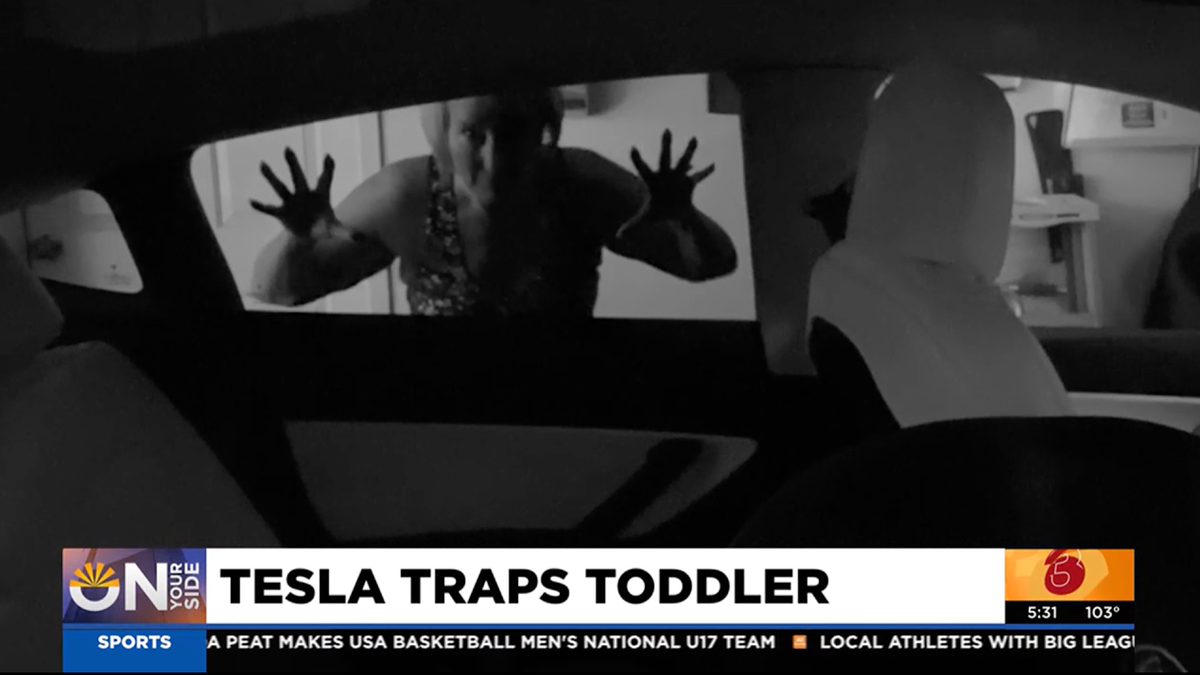 ON YOUR SIDE
TESLA TRAPS TODDLER
5
5:31 103°
SPORTS
A PEAT MAKES USA BASKETBALL MEN'S NATIONAL U17 TEAM LOCAL ATHLETES WITH BIG LEAGU